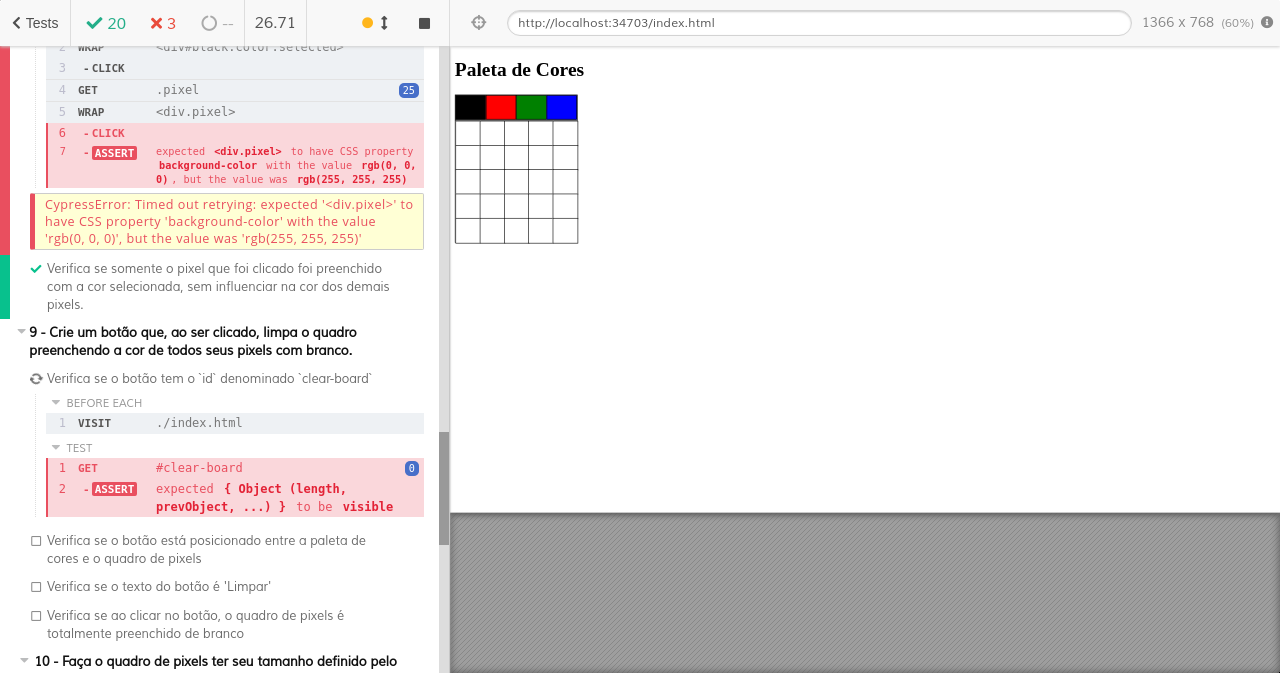 Tests 20 3 -- 26.71 http://localhost:34703/index.html 1366 x 768 (60%)
2 WRAP <div#black.color.selected>
3 - CLICK
4 GET .pixel 25
5 WRAP <div.pixel>
6 - CLICK
7 - ASSERT expected <div.pixel> to have CSS property
background-color with the value rgb(0, 0,
0) , but the value was rgb(255, 255, 255)
CypressError: Timed out retrying: expected '<div.pixel>' to
have CSS property 'background-color' with the value
'rgb(0, 0, 0)', but the value was 'rgb(255, 255, 255)'
Verifica se somente o pixel que foi clicado foi preenchido
com a cor selecionada, sem influenciar na cor dos demais
pixels.
9 - Crie um botão que, ao ser clicado, limpa o quadro
preenchendo a cor de todos seus pixels com branco.
Verifica se o botão tem o `id` denominado `clear-board`
BEFORE EACH
1 VISIT ./index.html
TEST
1 GET #clear-board 0
2 - ASSERT expected { Object (length,
prevObject, ...) } to be visible
Verifica se o botão está posicionado entre a paleta de
cores e o quadro de pixels
Verifica se o texto do botão é 'Limpar'
Verifica se ao clicar no botão, o quadro de pixels é
totalmente preenchido de branco
10 - Faça o quadro de pixels ter seu tamanho definido pelo
Paleta de Cores